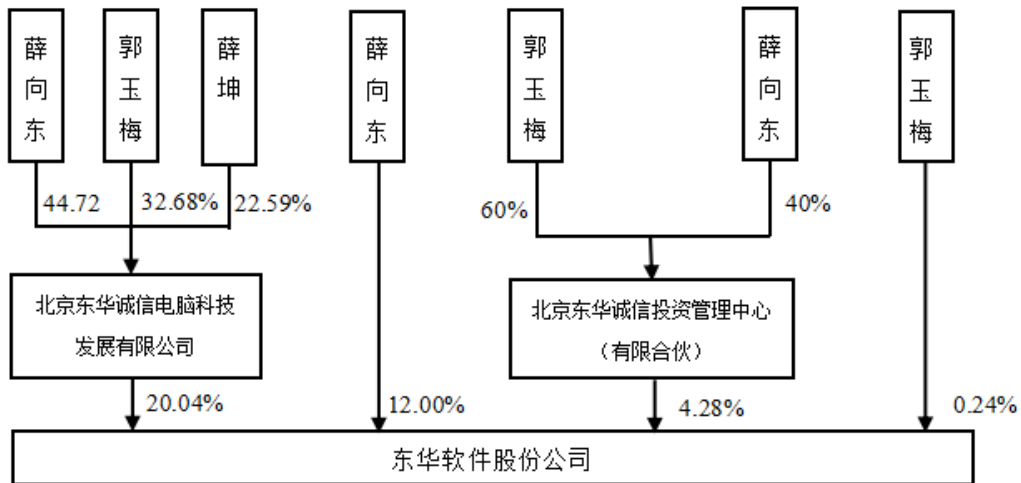 薛向东
郭玉梅
薛坤
薛向东
郭玉梅
薛向东
郭玉梅
44.72
32.68%
22.59%
60%
40%
北京东华诚信电脑科技
发展有限公司
北京东华诚信投资管理中心
（有限合伙）
20.04%
12.00%
4.28%
0.24%
东华软件股份公司